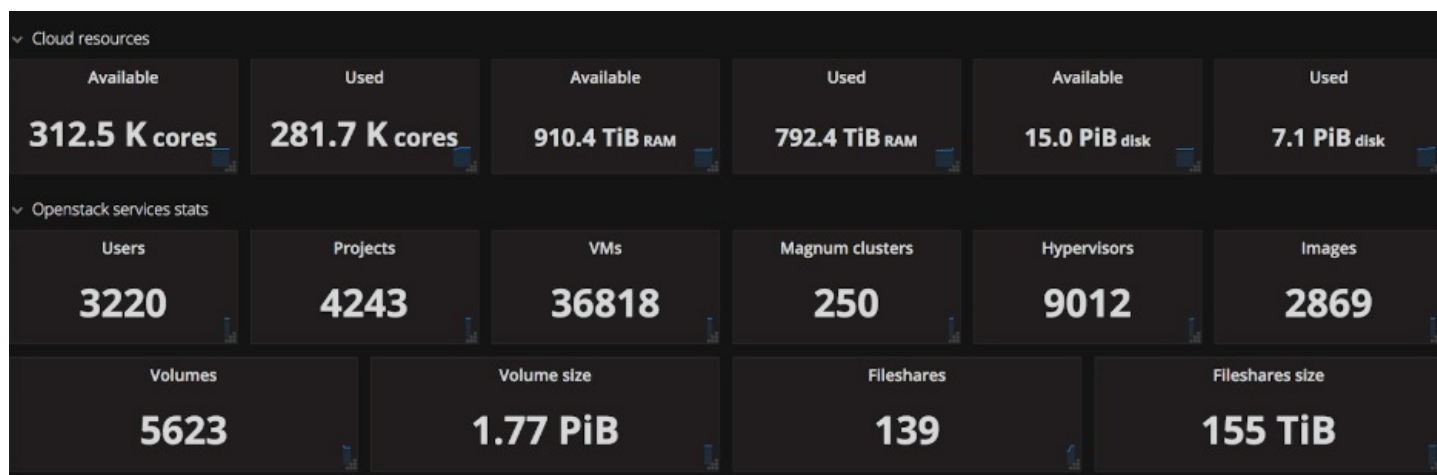 Cloud resources
Available Used Available Used Available Used
312.5 K cores 281.7 K cores 910.4 TiB RAM 792.4 TiB RAM 15.0 PiB disk 7.1 PiB disk
Openstack services stats
Users Projects VMs Magnum clusters Hypervisors Images
3220 4243 36818 250 9012 2869
Volumes Volume size Fileshares Fileshares size
5623 1.77 PiB 139 155 TiB